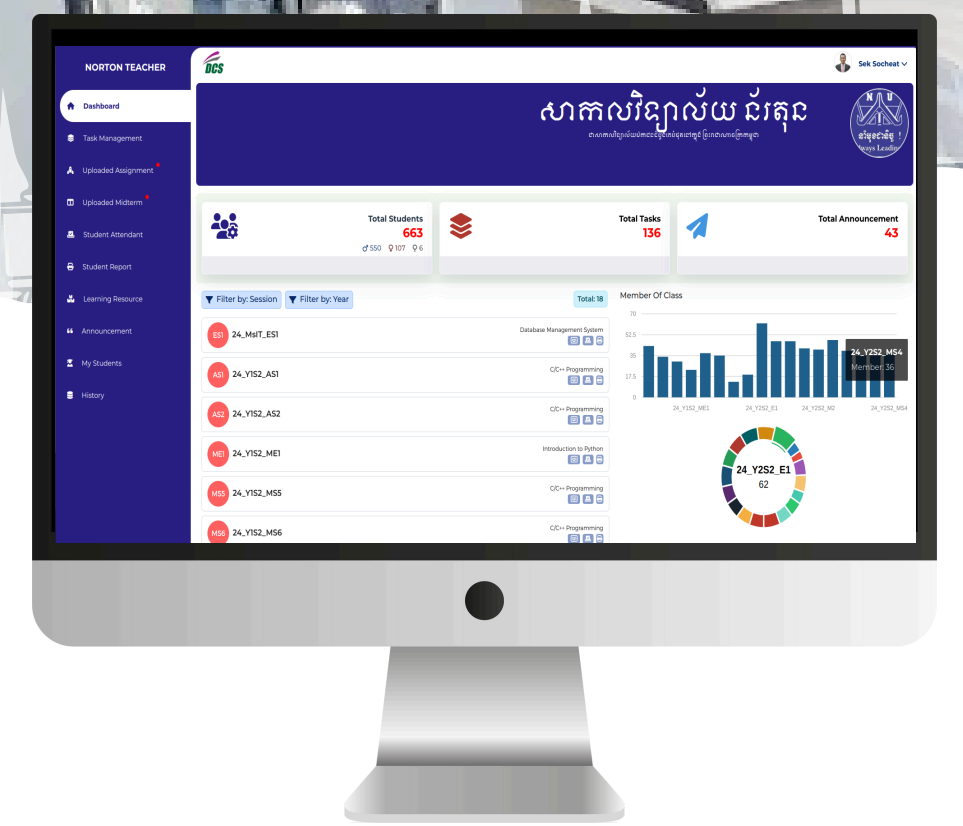 NORTON TEACHER
Dashboard
Task Management
Uploaded Assignment
Uploaded Midterm
Student Attendant
Student Report
Learning Resource
Announcement
My Students
History
DCS
Sek Socheat
សាកលវិទ្យាល័យ ន័រតុន
N U
Total Students
663
550 107 6
Total Tasks
136
Total Announcement
43
Filter by: Session Filter by: Year Total: 18
ES1 24_MsIT_ES1 Database Management System
AS1 24_Y1S2_AS1 C/C++ Programming
AS2 24_Y1S2_AS2 C/C++ Programming
ME1 24_Y1S2_ME1 Introduction to Python
MS5 24_Y1S2_MS5 C/C++ Programming
MS6 24_Y1S2_MS6 C/C++ Programming
Member Of Class
70
52.5
35
17.5
0
24_Y2S2_MS4
Member: 36
24_Y1S2_ME1 24_Y2S2_E1 24_Y2S2_M2 24_Y2S2_MS4
24_Y2S2_E1
62